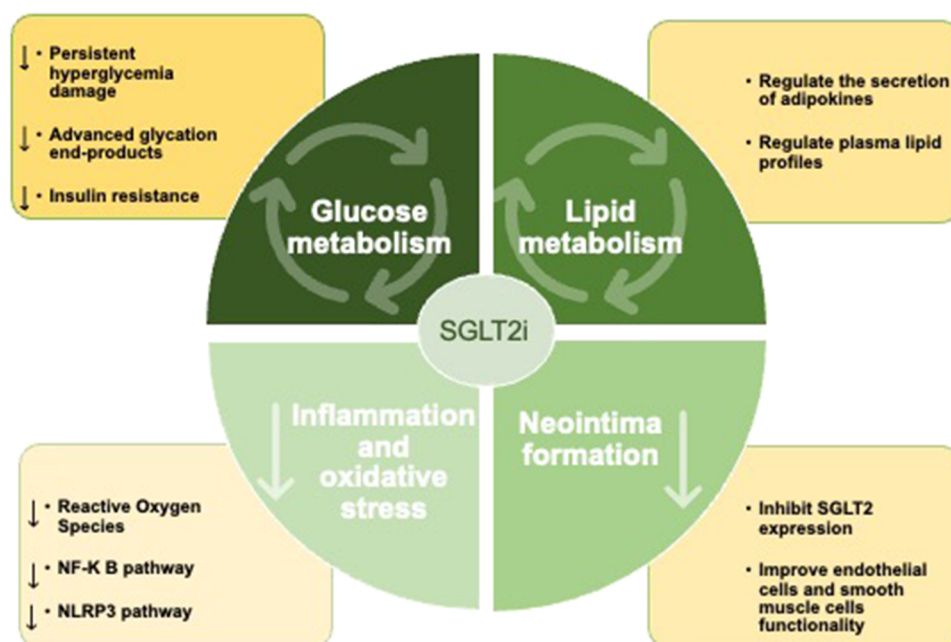 ↓ • Persistent
hyperglycemia
damage
↓ • Advanced glycation
end-products
↓ • Insulin resistance
• Regulate the secretion
of adipokines
• Regulate plasma lipid
profiles
Glucose
metabolism
Lipid
metabolism
SGLT2i
Inflammation
and
oxidative
stress
Neointima
formation
↓ • Reactive Oxygen
Species
↓ • NF-K B pathway
↓ • NLRP3 pathway
• Inhibit SGLT2
expression
• Improve endothelial
cells and smooth
muscle cells
functionality